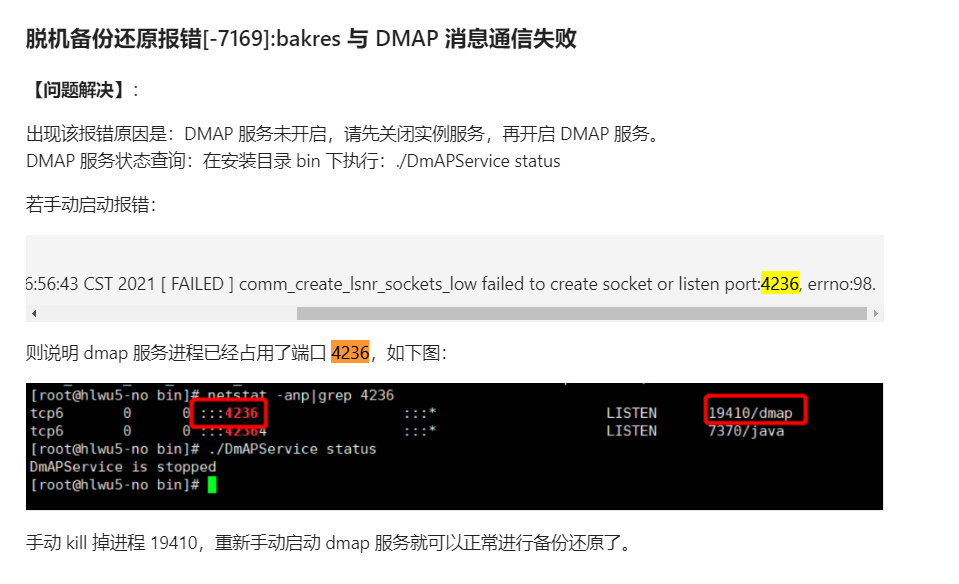 脱机备份还原报错[-7169]:bakres 与 DMAP 消息通信失败
【问题解决】:
出现该报错原因是：DMAP 服务未开启，请先关闭实例服务，再开启 DMAP 服务。
DMAP 服务状态查询：在安装目录 bin 下执行：./DmAPService status
若手动启动报错：
6:56:43 CST 2021 [ FAILED ] comm_create_lsnr_sockets_low failed to create socket or listen port:4236, errno:98.
则说明 dmap 服务进程已经占用了端口 4236，如下图：
[root@hlwu5-no bin]# netstat -anp|grep 4236
tcp6 0 0 :::4236 :::* LISTEN 19410/dmap
tcp6 0 0 :::42364 :::* LISTEN 7370/java
[root@hlwu5-no bin]# ./DmAPService status
DmAPService is stopped
[root@hlwu5-no bin]#
手动 kill 掉进程 19410，重新手动启动 dmap 服务就可以正常进行备份还原了。